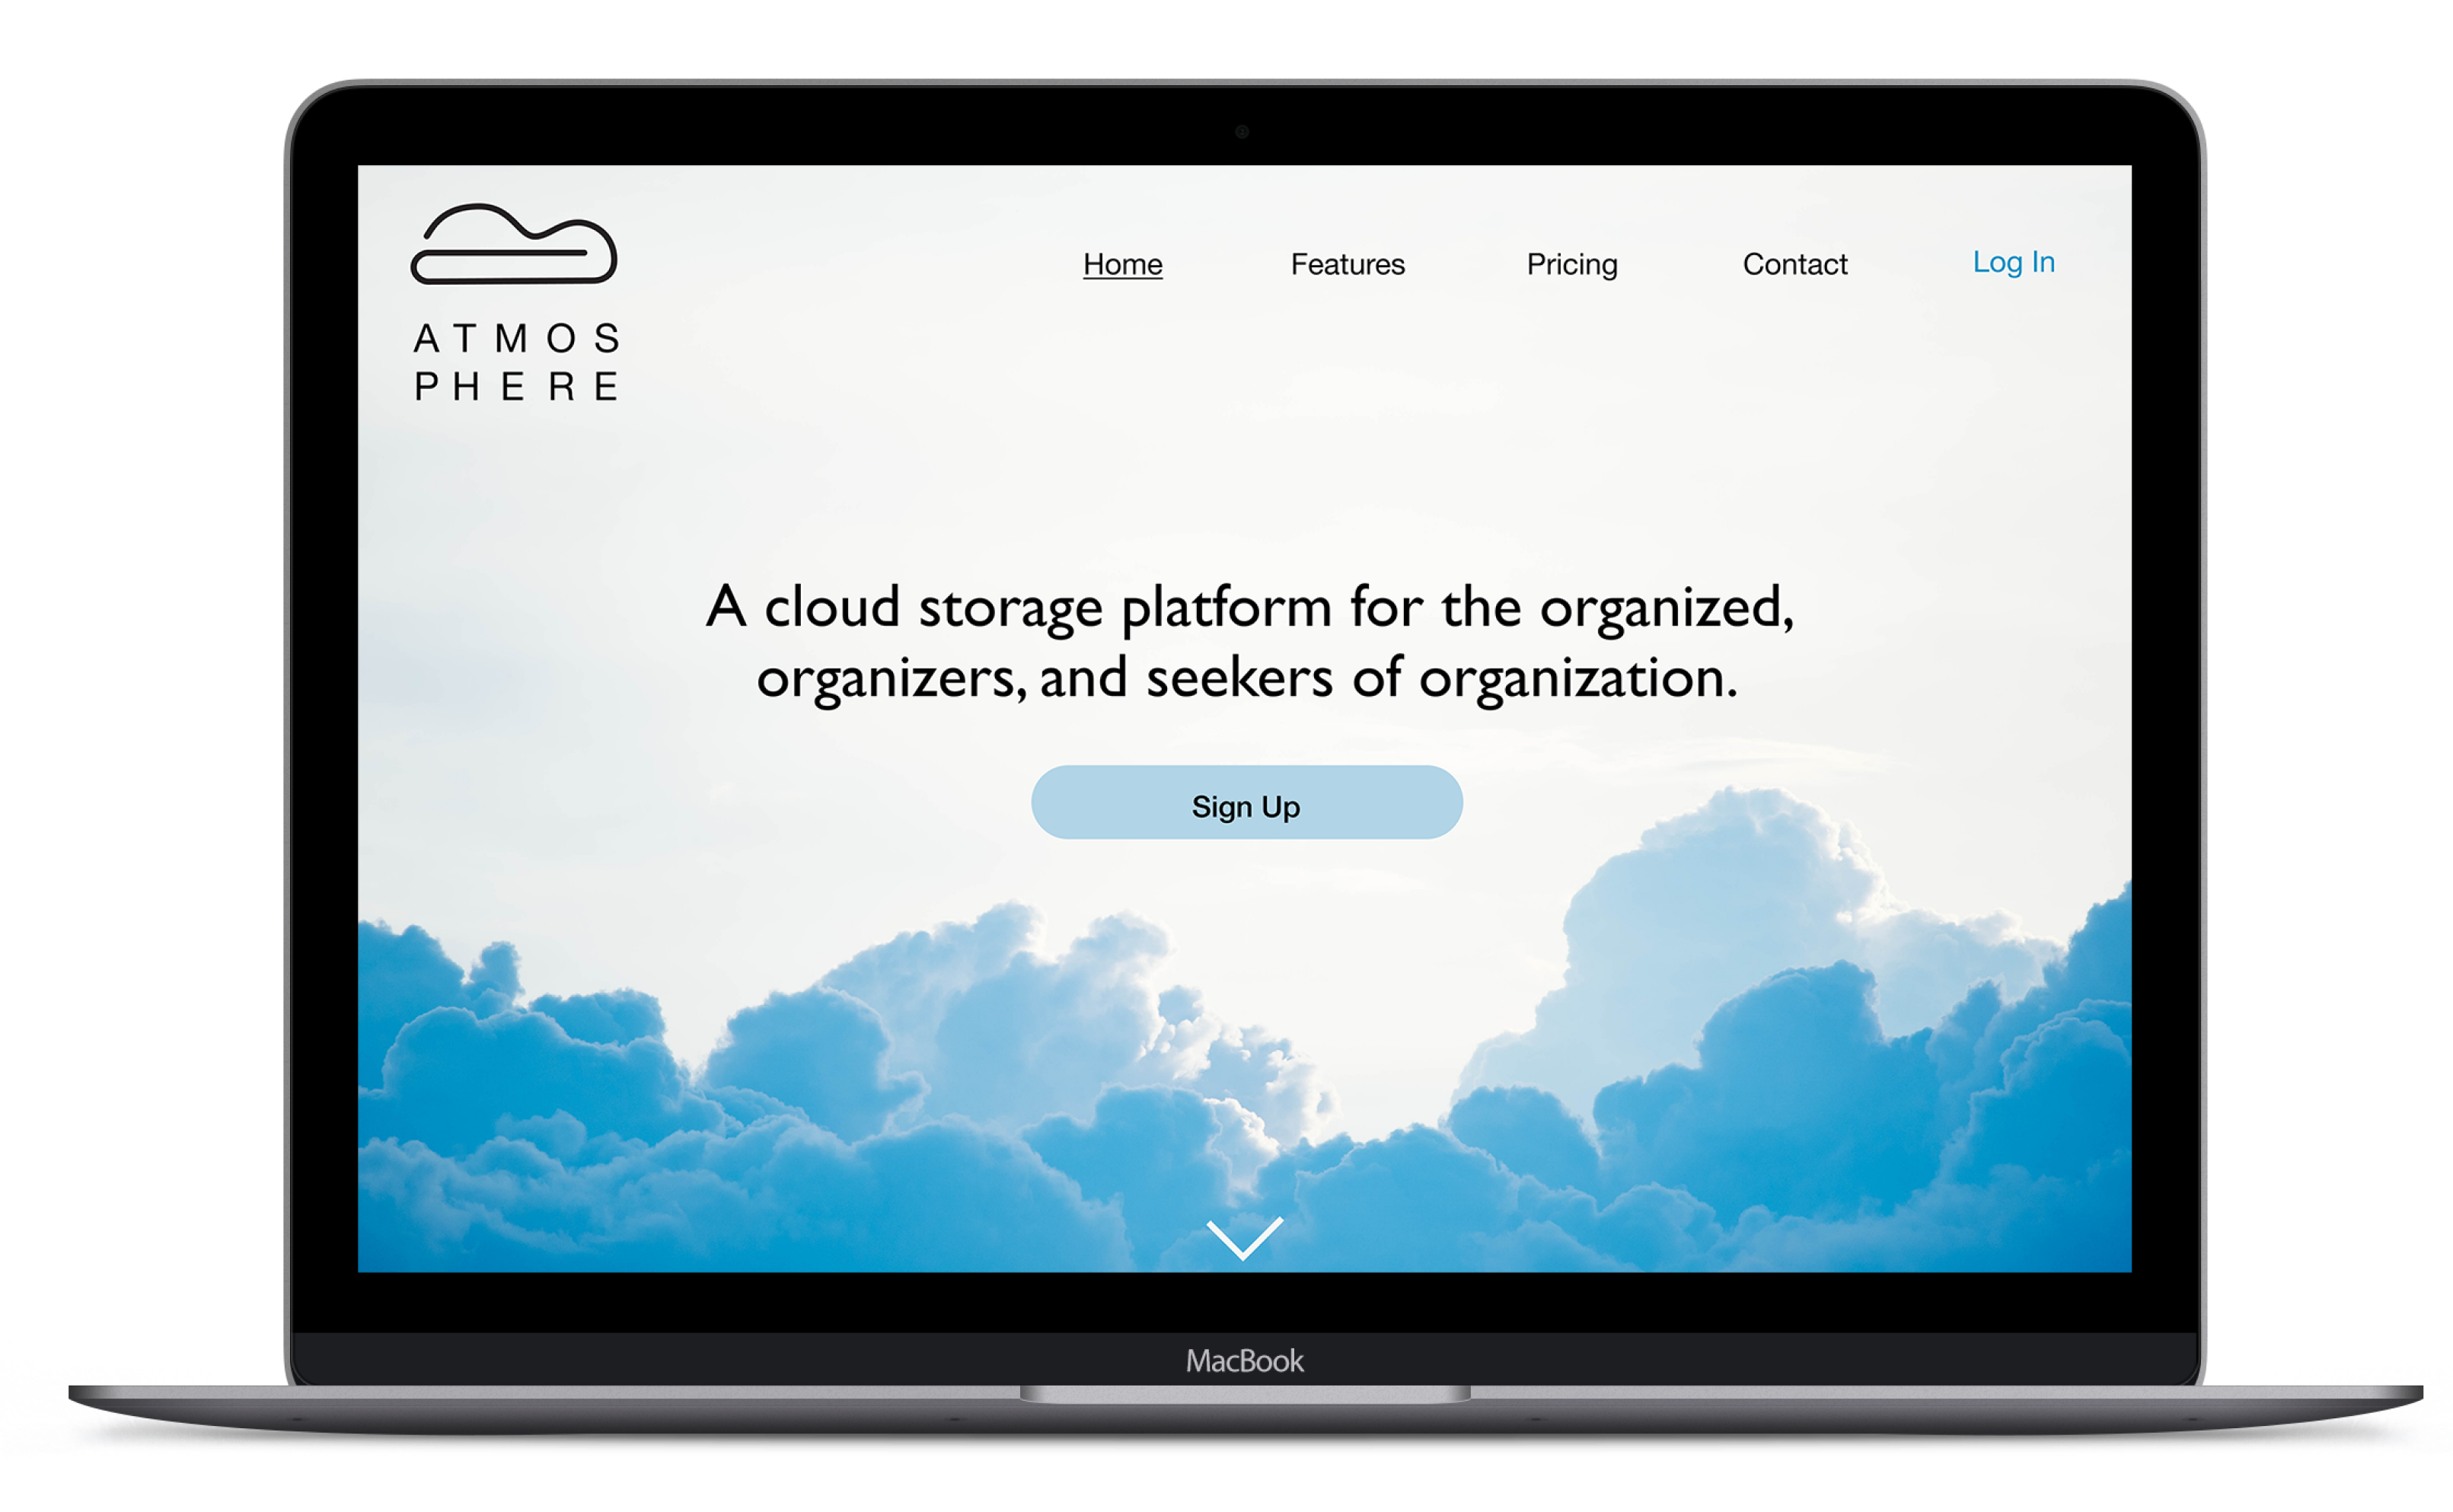 ATMOS
PHERE
Home Features Pricing Contact Log In
A cloud storage platform for the organized,
organizers, and seekers of organization.
Sign Up
MacBook